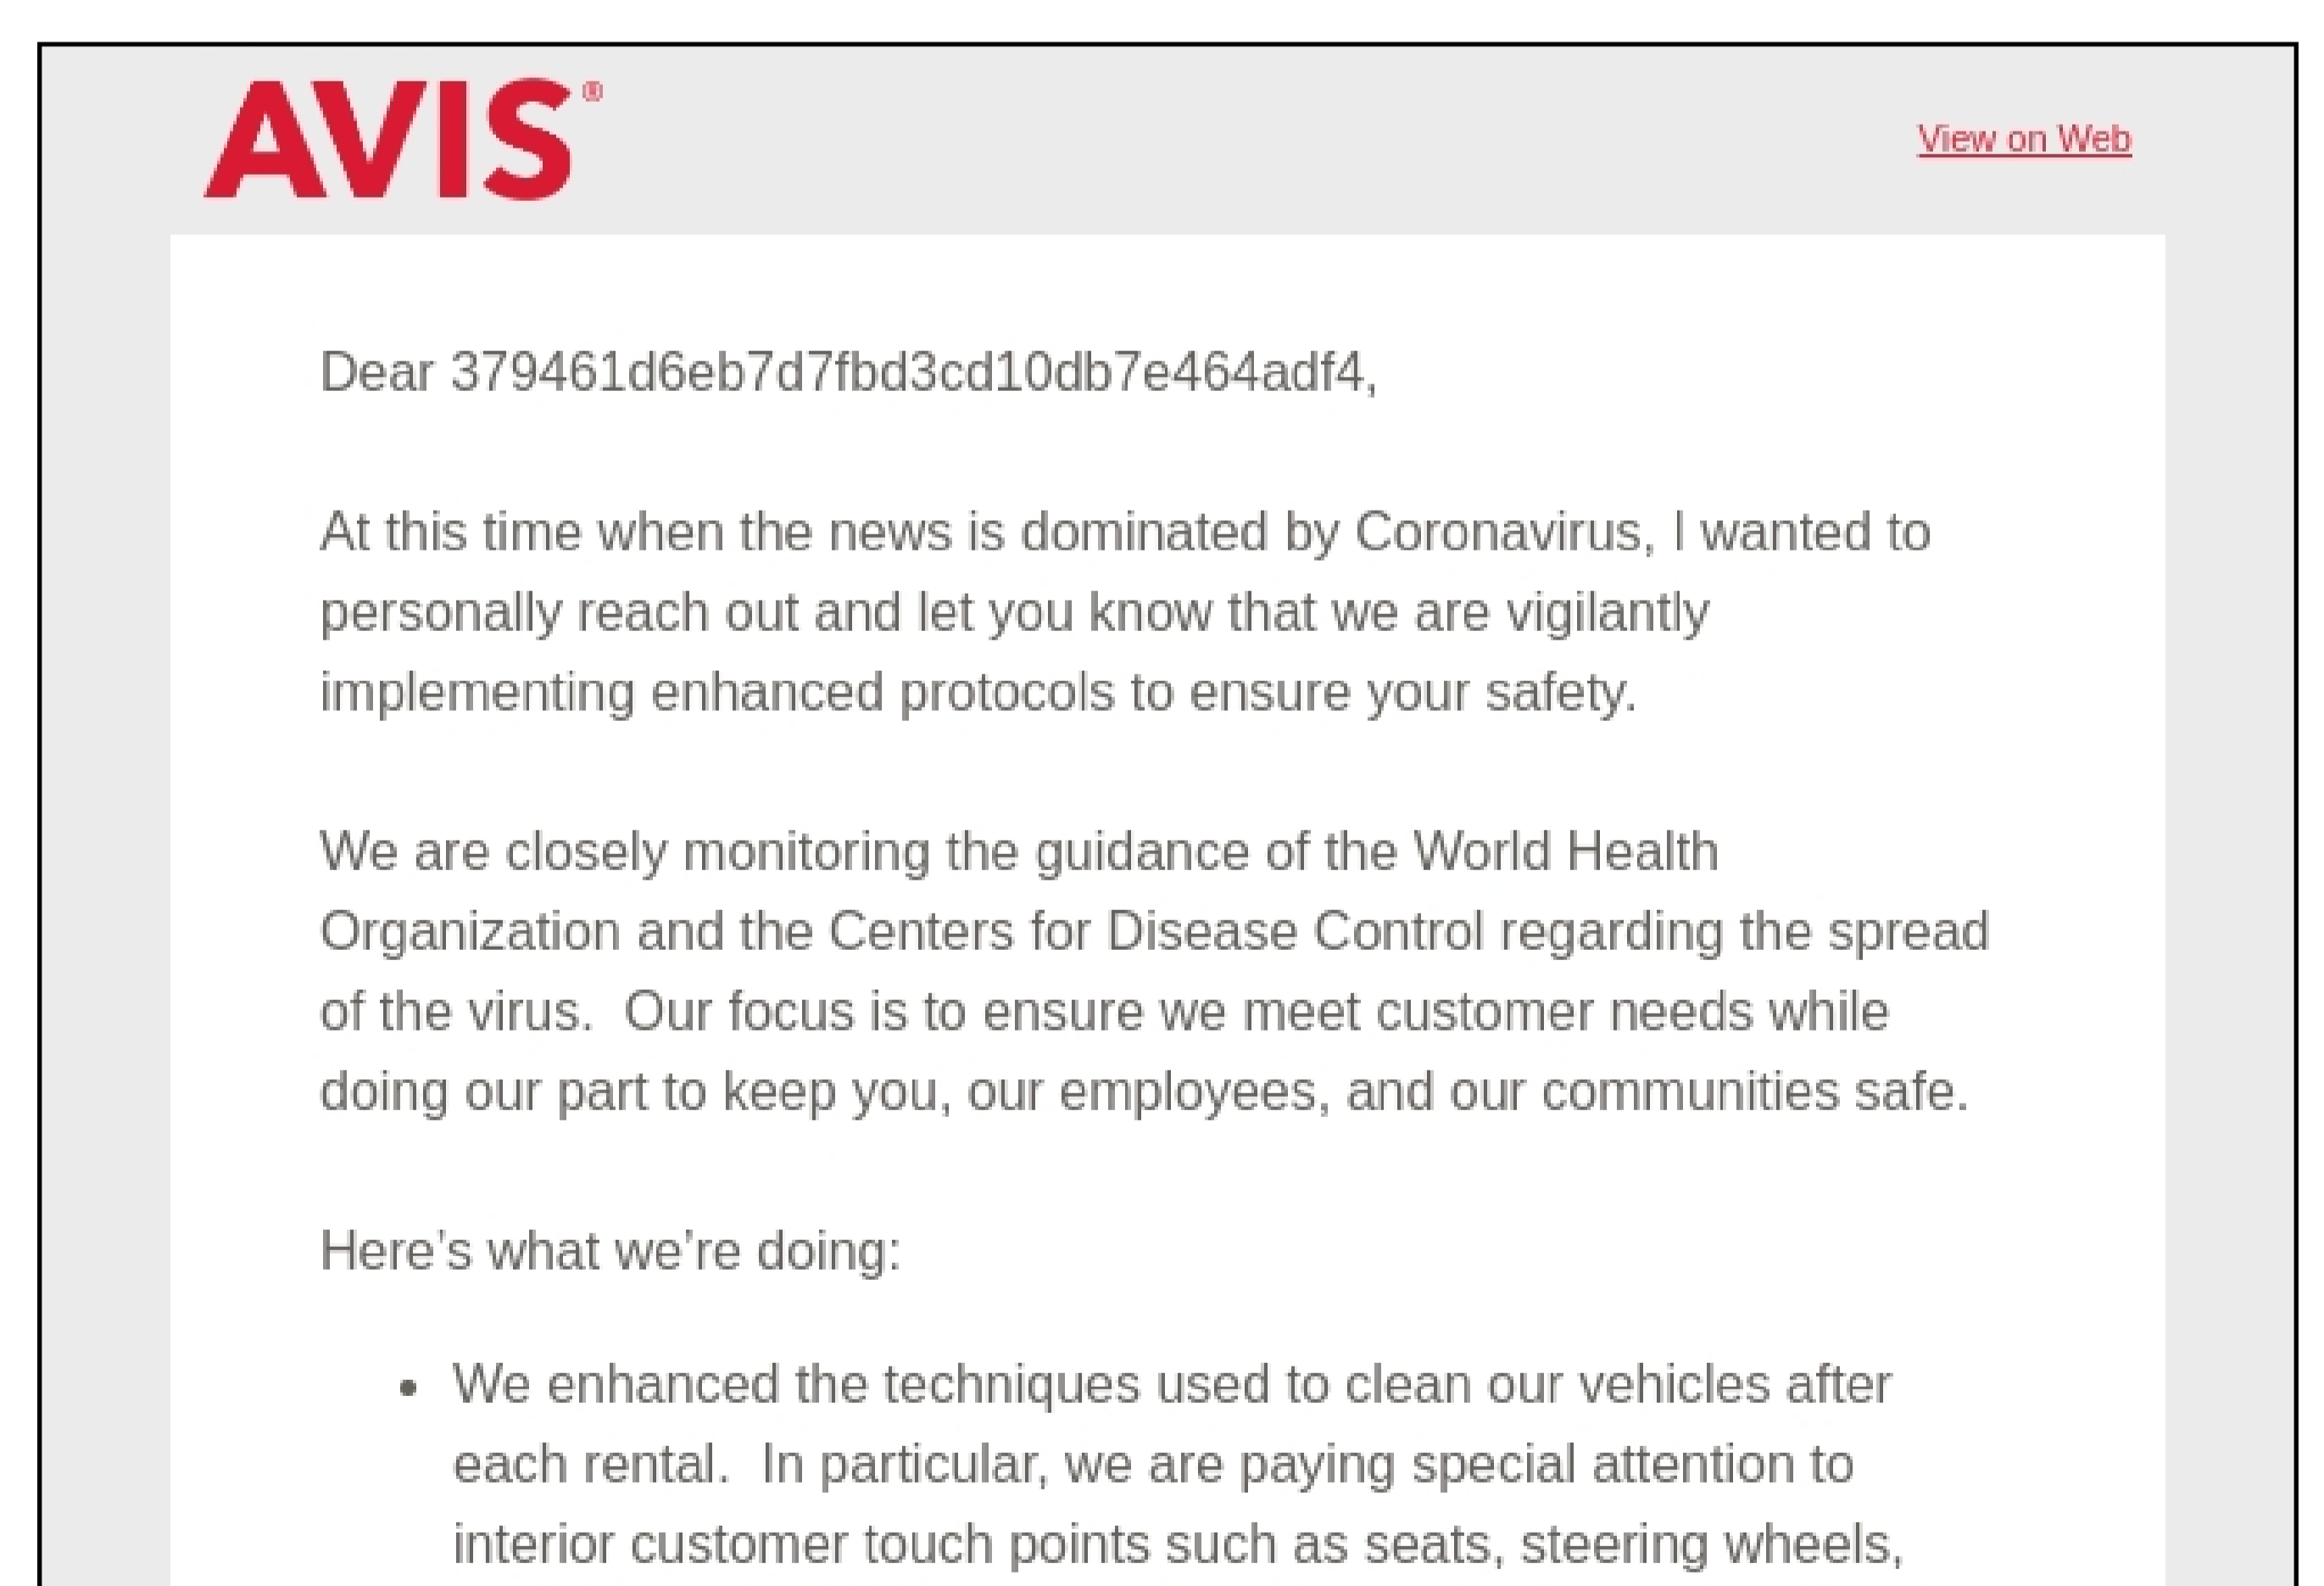 AVIS®
View on Web
Dear 379461d6eb7d7fbd3cd10db7e464adf4,
At this time when the news is dominated by Coronavirus, I wanted to
personally reach out and let you know that we are vigilantly
implementing enhanced protocols to ensure your safety.
We are closely monitoring the guidance of the World Health
Organization and the Centers for Disease Control regarding the spread
of the virus.  Our focus is to ensure we meet customer needs while
doing our part to keep you, our employees, and our communities safe.
Here’s what we’re doing:
• We enhanced the techniques used to clean our vehicles after
each rental.  In particular, we are paying special attention to
interior customer touch points such as seats, steering wheels,